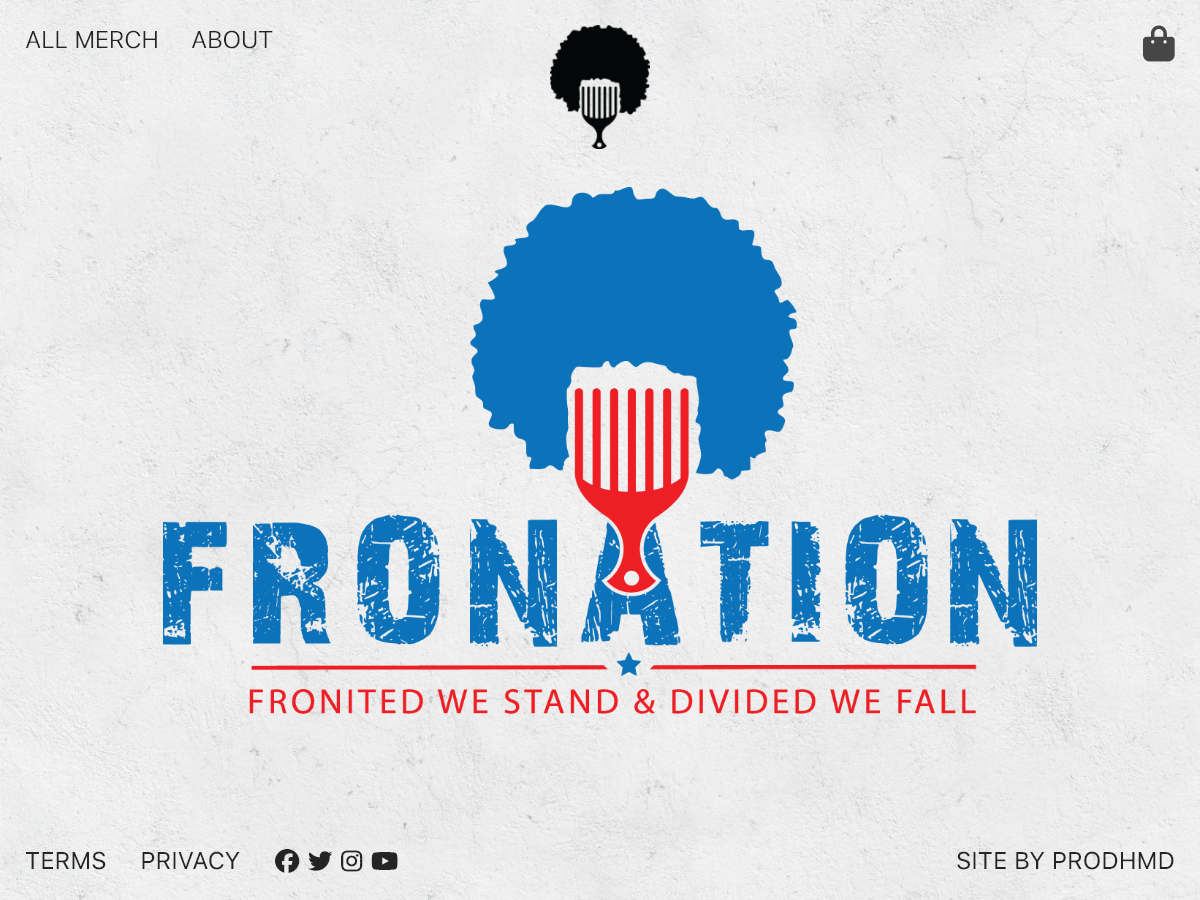 ALL MERCH ABOUT
FRONATION
FRONITED WE STAND & DIVIDED WE FALL
TERMS PRIVACY SITE BY PRODHMD